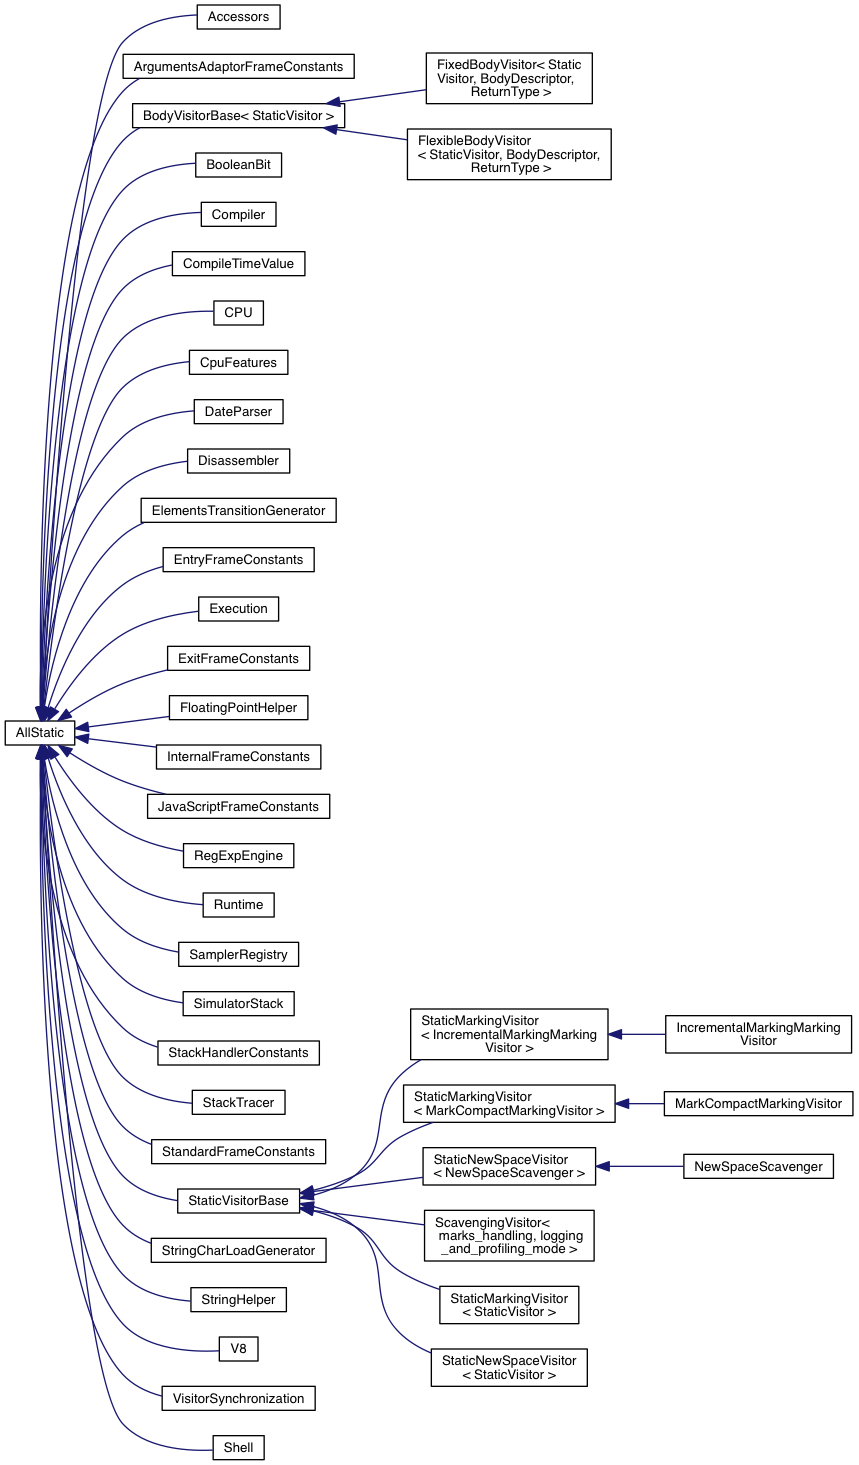 Accessors
ArgumentsAdaptorFrameConstants
FixedBodyVisitor< Static
Visitor, BodyDescriptor,
ReturnType >
BodyVisitorBase< StaticVisitor >
FlexibleBodyVisitor
< StaticVisitor, BodyDescriptor,
ReturnType >
BooleanBit
Compiler
CompileTimeValue
CPU
CpuFeatures
DateParser
Disassembler
ElementsTransitionGenerator
EntryFrameConstants
Execution
ExitFrameConstants
FloatingPointHelper
AllStatic
InternalFrameConstants
JavaScriptFrameConstants
RegExpEngine
Runtime
SamplerRegistry
SimulatorStack
StackHandlerConstants
StackTracer
StandardFrameConstants
StaticVisitorBase
StringCharLoadGenerator
StringHelper
V8
VisitorSynchronization
Shell
StaticMarkingVisitor
< IncrementalMarkingMarking
Visitor >
IncrementalMarkingMarking
Visitor
StaticMarkingVisitor
< MarkCompactMarkingVisitor >
MarkCompactMarkingVisitor
StaticNewSpaceVisitor
< NewSpaceScavenger >
NewSpaceScavenger
ScavengingVisitor<
marks_handling, logging
_and_profiling_mode >
StaticMarkingVisitor
< StaticVisitor >
StaticNewSpaceVisitor
< StaticVisitor >